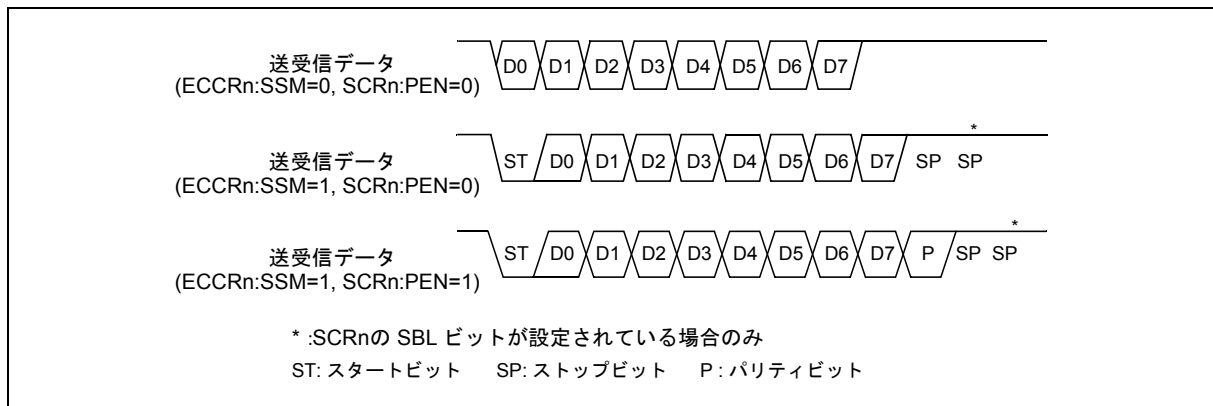 送受信データ
(ECCRn:SSM=0, SCRn:PEN=0)
D0 D1 D2 D3 D4 D5 D6 D7
*
送受信データ
(ECCRn:SSM=1, SCRn:PEN=0)
ST D0 D1 D2 D3 D4 D5 D6 D7 SP SP
*
送受信データ
(ECCRn:SSM=1, SCRn:PEN=1)
ST D0 D1 D2 D3 D4 D5 D6 D7 P SP SP
* :SCRnの SBL ビットが設定されている場合のみ
ST: スタートビット SP: ストップビット P : パリティビット